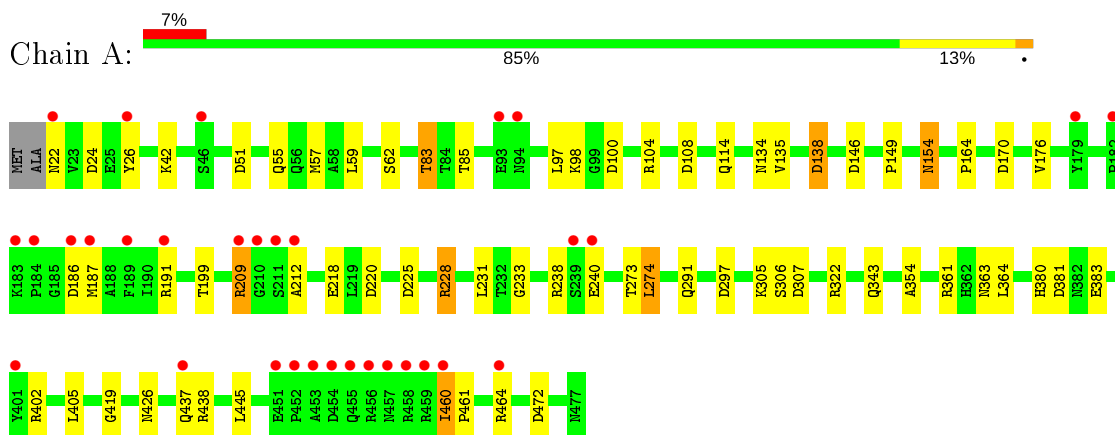 7%
Chain A:
85%
13%
MET ALA N22 V23 D24 E25 Y26 K42 S46 D51 Q55 Q56 M57 A58 L59 S62 T83 T84 T85 E93 N94 L97 K98 G99 D100 R104 D108 Q114 N134 V135 D138 D146 P149 N154 P164 D170 V176 Y179
K183 P184 G185 D186 M187 A188 F189 I190 R191 T199 R209 G210 S211 A212 E218 L219 D220 D225 R228 L231 T232 G233 R238 S239 E240 T273 L274 Q291 D297 K305 S306 D307 R322 Q343 A354 R361 H362 N363 L364 H380 D381 N382 E383
Y401 R402 L405 G419 N426 Q437 R438 L445 E451 P452 A453 D454 Q455 R456 N457 R458 R459 I460 P461 R464 D472 N477